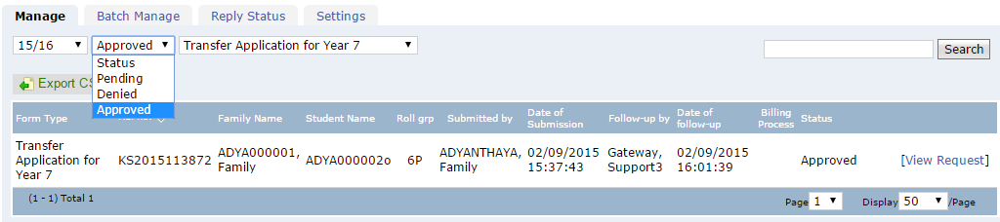 Manage Batch Manage Reply Status Settings
15/16 Approved Transfer Application for Year 7 Search
Status
Pending
Denied
Approved
Export CS
Form Type Family Name Student Name Roll grp Submitted by Date of Submission Follow-up by Date of follow-up Billing Process Status
Transfer Application for Year 7 KS2015113872 ADYA000001, Family ADYA000002o 6P ADYANTHAYA, Family 02/09/2015 15:37:43 Gateway, Support3 02/09/2015 16:01:39 Approved [View Request]
(1 - 1) Total 1 Page 1 Display 50 /Page